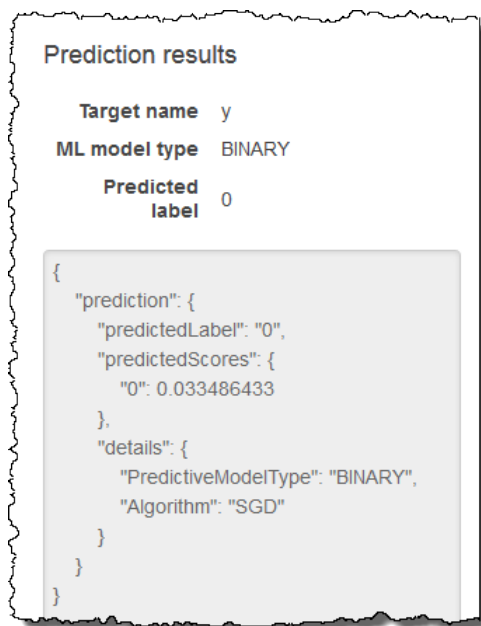 Prediction results
Target name y
ML model type BINARY
Predicted
label 0
{
"prediction": {
"predictedLabel": "0",
"predictedScores": {
"0": 0.033486433
},
"details": {
"PredictiveModelType": "BINARY",
"Algorithm": "SGD"
}
}
}